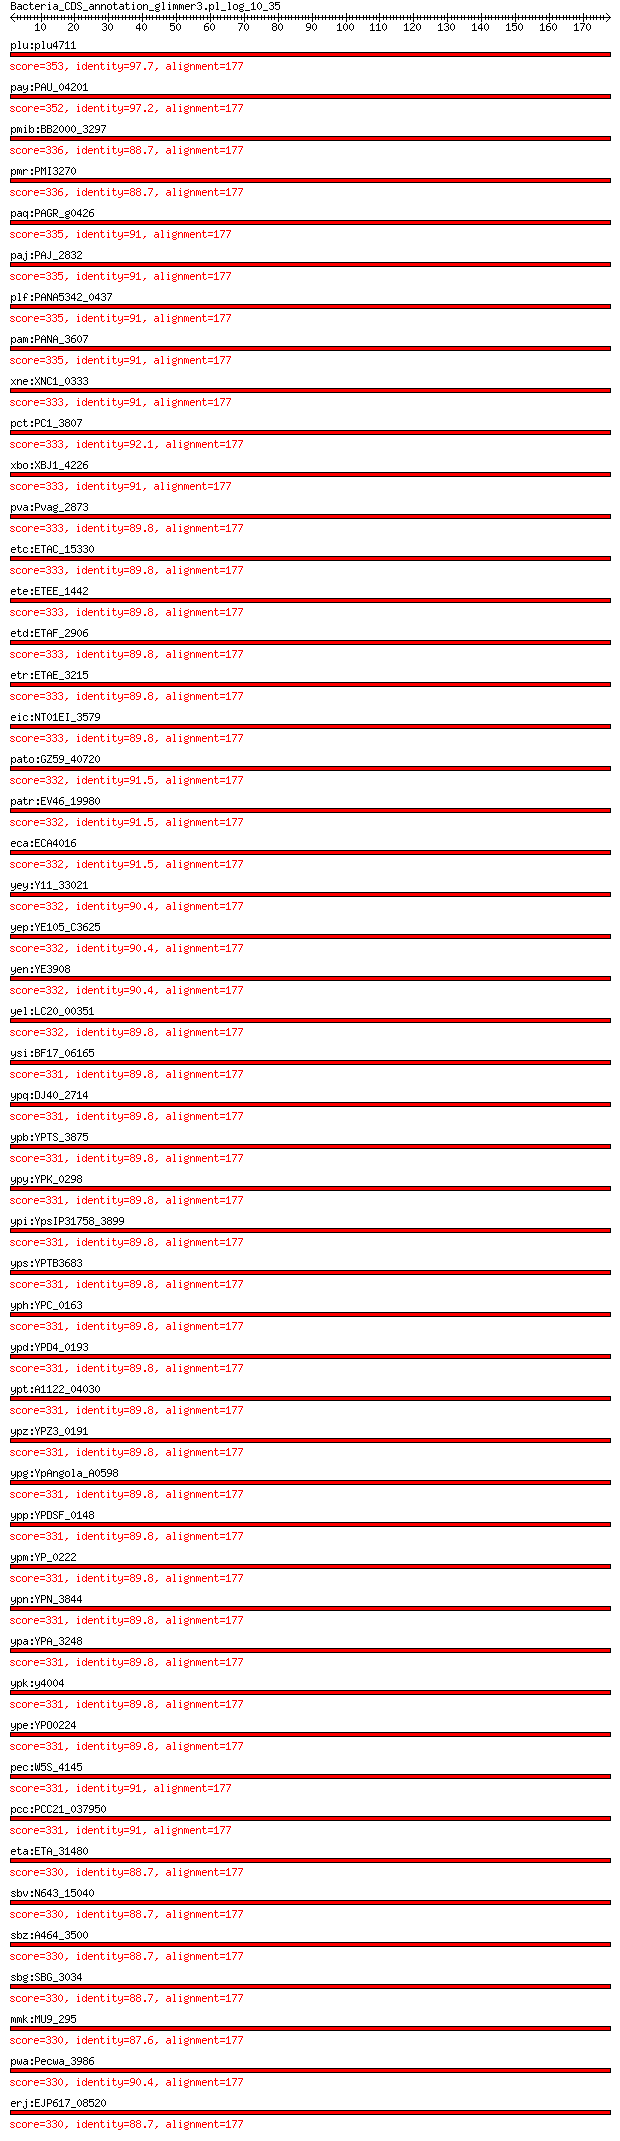 Bacteria_CDS_annotation_glimmer3.pl_log_10_35
10 20 30 40 50 60 70 80 90 100 110 120 130 140 150 160 170
plu:plu4711
score=353, identity=97.7, alignment=177
pay:PAU_04201
score=352, identity=97.2, alignment=177
pmib:BB2000_3297
score=336, identity=88.7, alignment=177
pmr:PMI3270
score=336, identity=88.7, alignment=177
paq:PAGR_g0426
score=335, identity=91, alignment=177
paj:PAJ_2832
score=335, identity=91, alignment=177
plf:PANA5342_0437
score=335, identity=91, alignment=177
pam:PANA_3607
score=335, identity=91, alignment=177
xne:XNC1_0333
score=333, identity=91, alignment=177
pct:PC1_3807
score=333, identity=92.1, alignment=177
xbo:XBJ1_4226
score=333, identity=91, alignment=177
pva:Pvag_2873
score=333, identity=89.8, alignment=177
etc:ETAC_15330
score=333, identity=89.8, alignment=177
ete:ETEE_1442
score=333, identity=89.8, alignment=177
etd:ETAF_2906
score=333, identity=89.8, alignment=177
etr:ETAE_3215
score=333, identity=89.8, alignment=177
eic:NT01EI_3579
score=333, identity=89.8, alignment=177
pato:GZ59_40720
score=332, identity=91.5, alignment=177
patr:EV46_19980
score=332, identity=91.5, alignment=177
eca:ECA4016
score=332, identity=91.5, alignment=177
yey:Y11_33021
score=332, identity=90.4, alignment=177
yep:YE105_C3625
score=332, identity=90.4, alignment=177
yen:YE3908
score=332, identity=90.4, alignment=177
yel:LC20_00351
score=332, identity=89.8, alignment=177
ysi:BF17_06165
score=331, identity=89.8, alignment=177
ypq:DJ40_2714
score=331, identity=89.8, alignment=177
ypb:YPTS_3875
score=331, identity=89.8, alignment=177
ypy:YPK_0298
score=331, identity=89.8, alignment=177
ypi:YpsIP31758_3899
score=331, identity=89.8, alignment=177
yps:YPTB3683
score=331, identity=89.8, alignment=177
yph:YPC_0163
score=331, identity=89.8, alignment=177
ypd:YPD4_0193
score=331, identity=89.8, alignment=177
ypt:A1122_04030
score=331, identity=89.8, alignment=177
ypz:YPZ3_0191
score=331, identity=89.8, alignment=177
ypg:YpAngola_A0598
score=331, identity=89.8, alignment=177
ypp:YPDSF_0148
score=331, identity=89.8, alignment=177
ypm:YP_0222
score=331, identity=89.8, alignment=177
ypn:YPN_3844
score=331, identity=89.8, alignment=177
ypa:YPA_3248
score=331, identity=89.8, alignment=177
ypk:y4004
score=331, identity=89.8, alignment=177
ype:YPO0224
score=331, identity=89.8, alignment=177
pec:W5S_4145
score=331, identity=91, alignment=177
pcc:PCC21_037950
score=331, identity=91, alignment=177
eta:ETA_31480
score=330, identity=88.7, alignment=177
sbv:N643_15040
score=330, identity=88.7, alignment=177
sbz:A464_3500
score=330, identity=88.7, alignment=177
sbg:SBG_3034
score=330, identity=88.7, alignment=177
mmk:MU9_295
score=330, identity=87.6, alignment=177
pwa:Pecwa_3986
score=330, identity=90.4, alignment=177
erj:EJP617_08520
score=330, identity=88.7, alignment=177